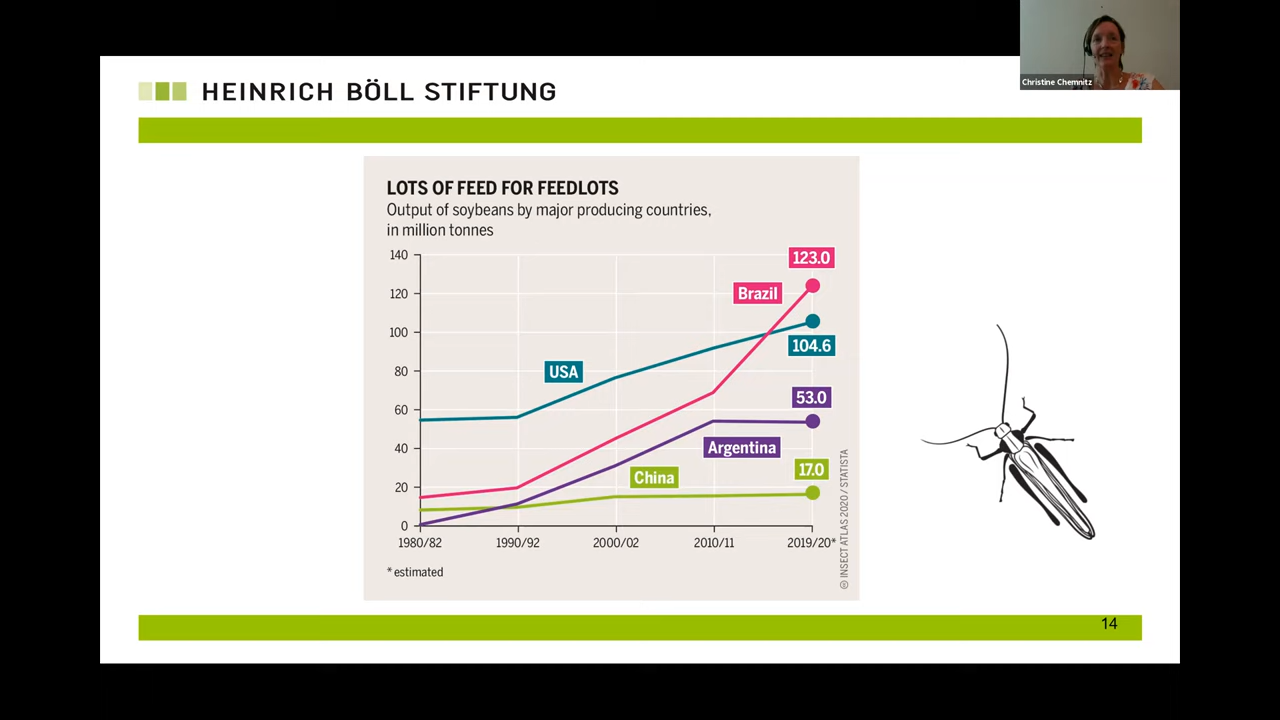 Christine Chemnitz
HEINRICH BÖLL STIFTUNG
LOTS OF FEED FOR FEEDLOTS
Output of soybeans by major producing countries,
in million tonnes
140
120
100
80
60
40
20
0
123.0
Brazil
104.6
USA
53.0
Argentina
17.0
China
1980/82
1990/92
2000/02
2010/11
2019/20*
* estimated
© INSECT ATLAS 2020 / STATISTA
14